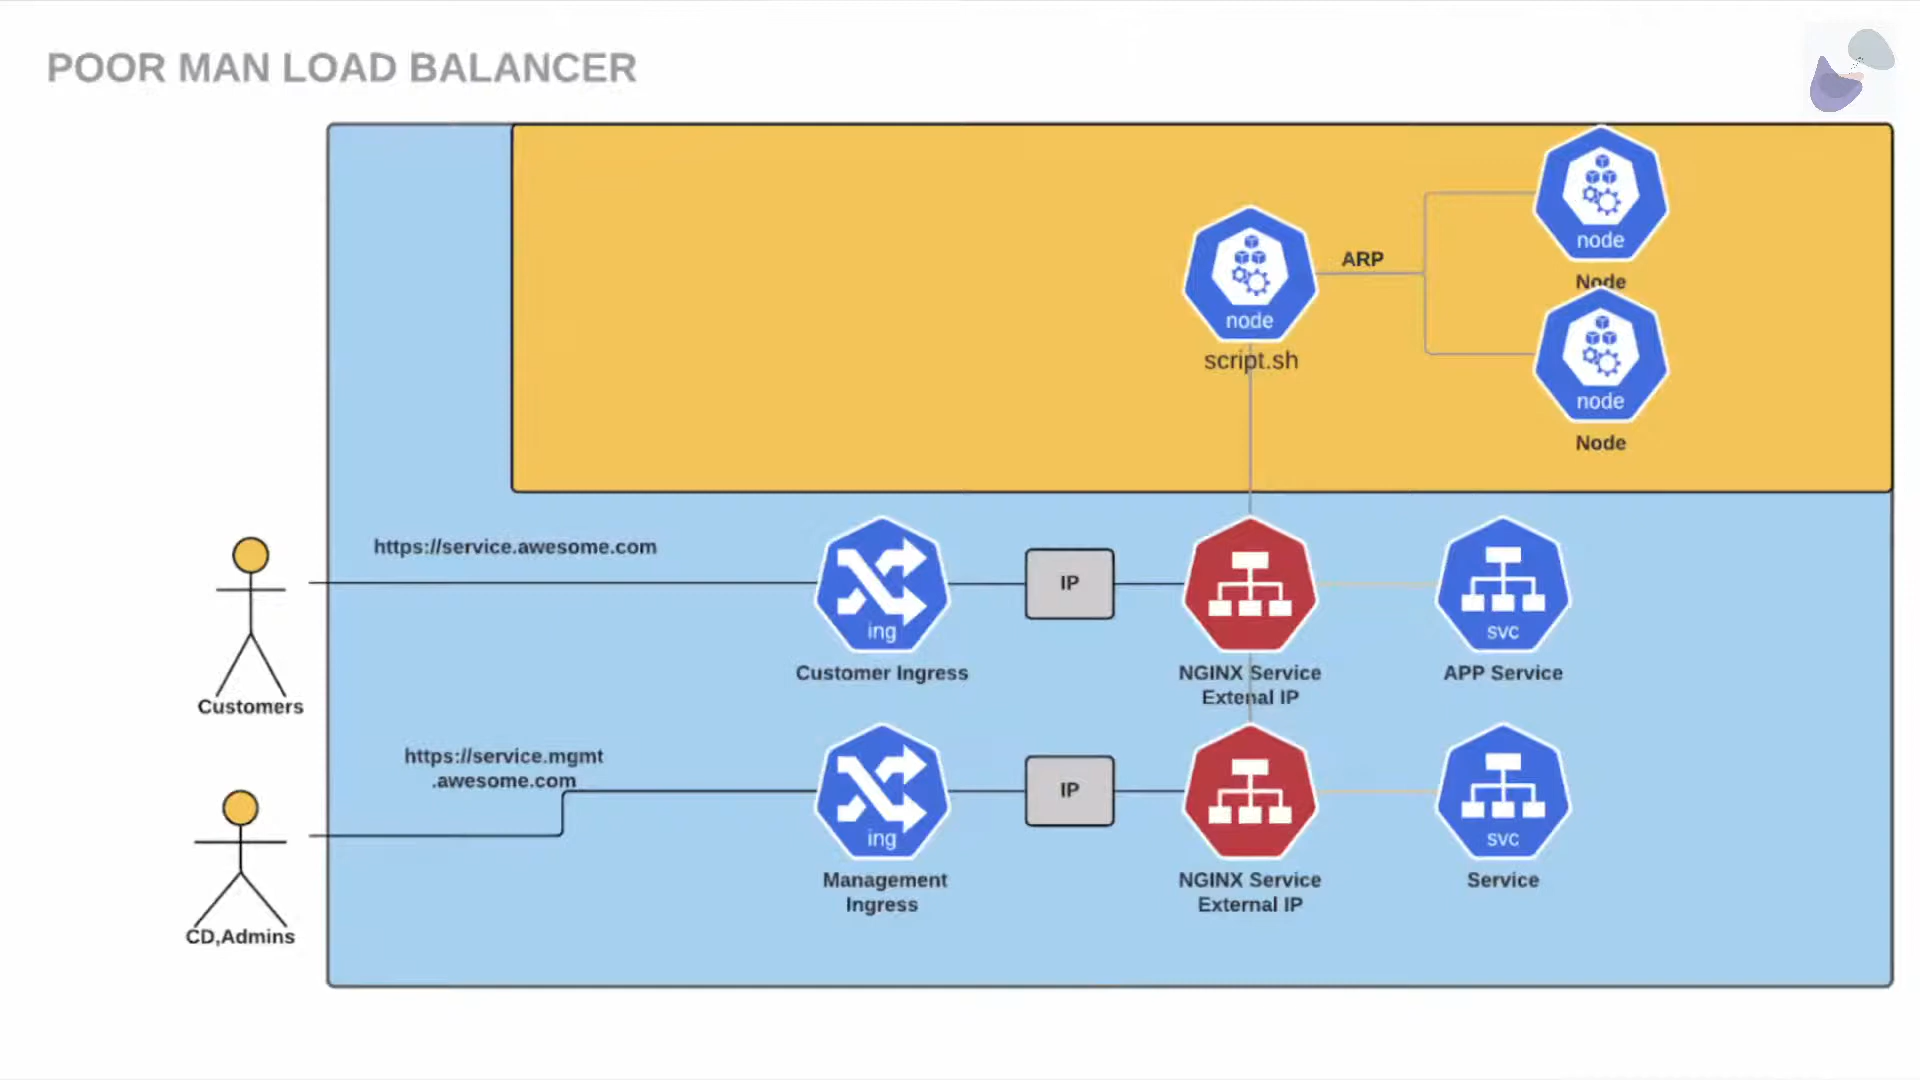 POOR MAN LOAD BALANCER
node
Node
node
script.sh
ARP
node
Node
https://service.awesome.com
ing
Customer Ingress
IP
NGINX Service
Extenal IP
svc
APP Service
Customers
https://service.mgmt
.awesome.com
ing
Management
Ingress
IP
NGINX Service
External IP
svc
Service
CD,Admins